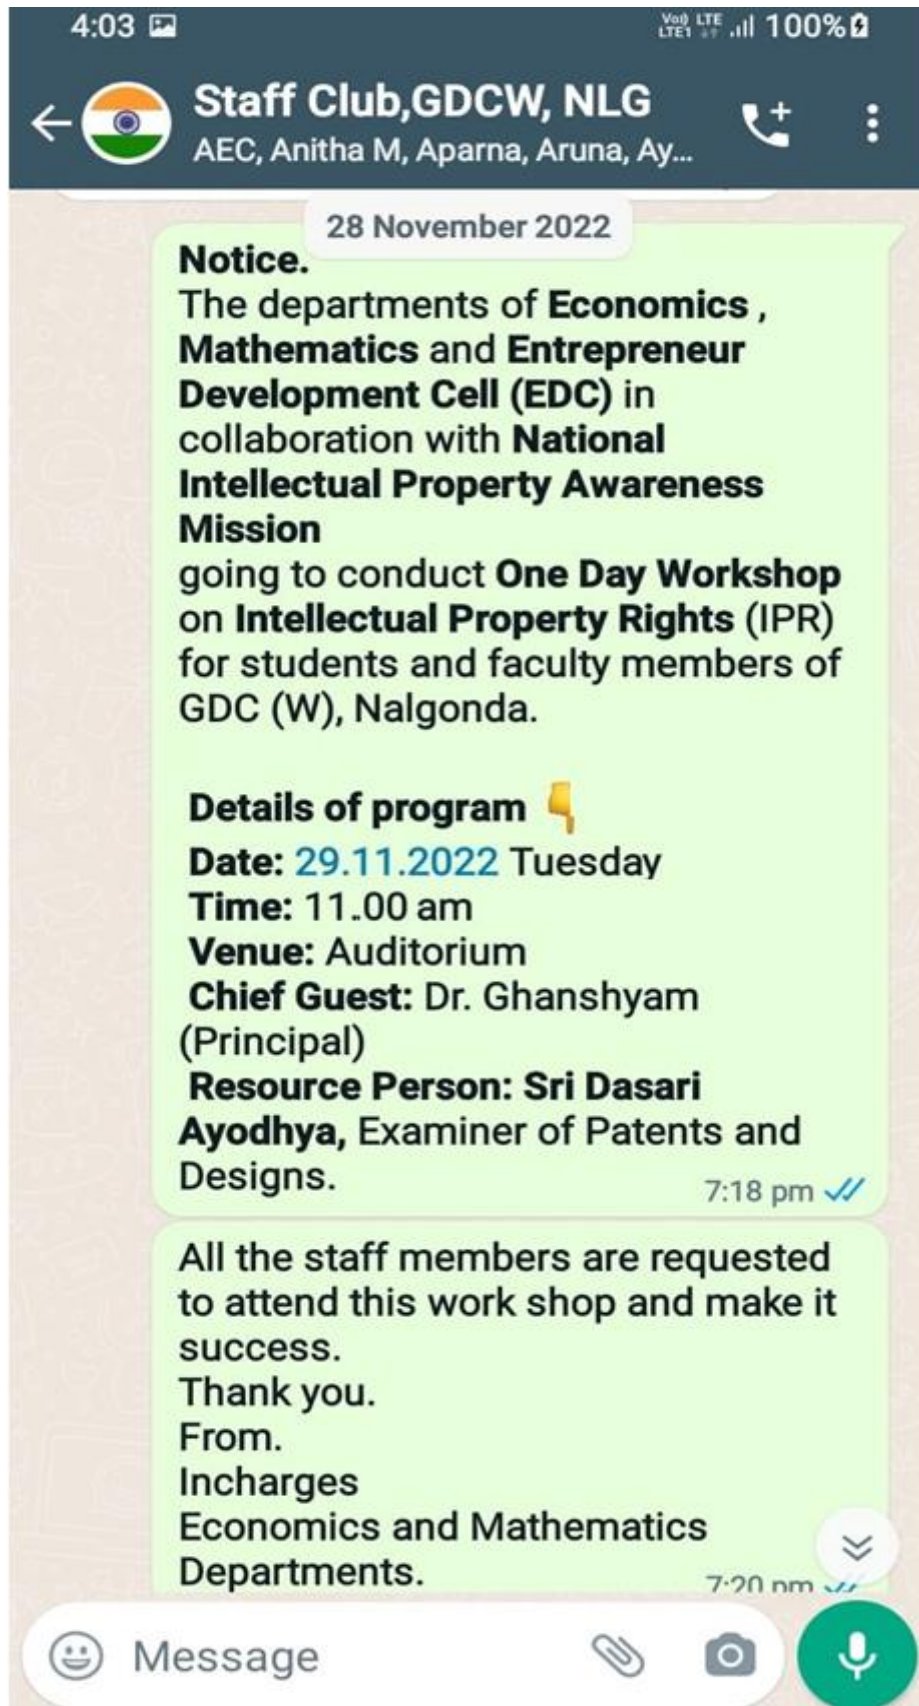 4:03 Vo) LTE LTE1 100%
Staff Club,GDCW, NLG
AEC, Anitha M, Aparna, Aruna, Ay...
28 November 2022
Notice.
The departments of Economics ,
Mathematics and Entrepreneur
Development Cell (EDC) in
collaboration with National
Intellectual Property Awareness
Mission
going to conduct One Day Workshop
on Intellectual Property Rights (IPR)
for students and faculty members of
GDC (W), Nalgonda.
Details of program 👇
Date: 29.11.2022 Tuesday
Time: 11.00 am
Venue: Auditorium
Chief Guest: Dr. Ghanshyam
(Principal)
Resource Person: Sri Dasari
Ayodhya, Examiner of Patents and
Designs.
7:18 pm
All the staff members are requested
to attend this work shop and make it
success.
Thank you.
From.
Incharges
Economics and Mathematics
Departments.
7:20 pm
Message